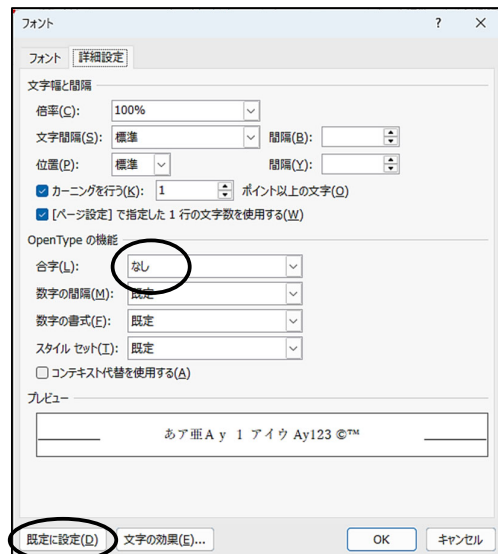 フォント ? ×
フォント 詳細設定
文字幅と間隔
倍率(C): 100%
文字間隔(S): 標準 間隔(B):
位置(P): 標準 間隔(Y):
カーニングを行う(K): 1 ポイント以上の文字(O)
[ページ設定] で指定した 1 行の文字数を使用する(W)
OpenType の機能
合字(L): なし
数字の間隔(M): 既定
数字の書式(F): 既定
スタイル セット(T): 既定
コンテキスト代替を使用する(A)
プレビュー
あア亜Ａｙ １ アイウ Ay123 ©™
既定に設定(D) 文字の効果(E)... OK キャンセル